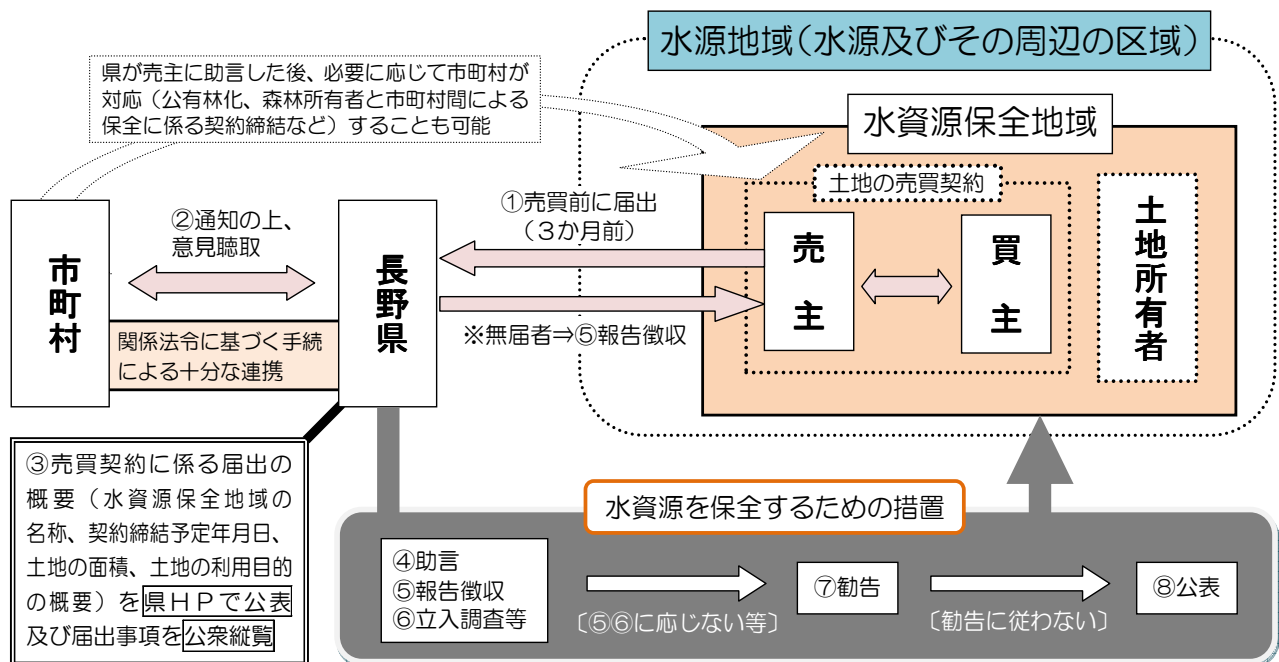 水源地域（水源及びその周辺の区域）
県が売主に助言した後、必要に応じて市町村が
対応（公有林化、森林所有者と市町村間による
保全に係る契約締結など）することも可能
水資源保全地域
土地の売買契約
売主
買主
土地所有者
①売買前に届出
（３か月前）
※無届者⇒⑤報告徴収
②通知の上、
意見聴取
市町村
長野県
関係法令に基づく手続
による十分な連携
③売買契約に係る届出の
概要（水資源保全地域の
名称、契約締結予定年月日、
土地の面積、土地の利用目的
の概要）を県ＨＰで公表
及び届出事項を公衆縦覧
水資源を保全するための措置
④助言
⑤報告徴収
⑥立入調査等
〔⑤⑥に応じない等〕
⑦勧告
〔勧告に従わない〕
⑧公表